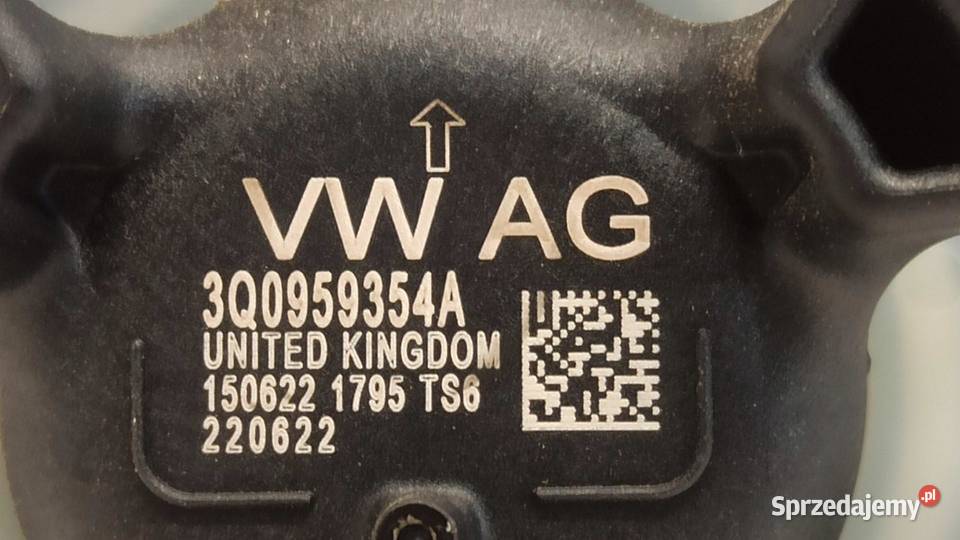 VW AG
3Q0959354A
UNITED KINGDOM
150622 1795 TS6
220622
Sprzedajemy.pl